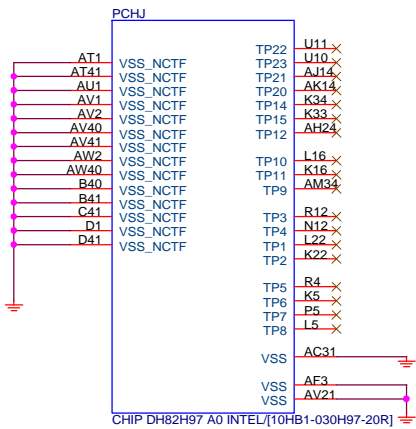 PCHJ
AT1 VSS_NCTF
AT41 VSS_NCTF
AU1 VSS_NCTF
AV1 VSS_NCTF
AV2 VSS_NCTF
AV40 VSS_NCTF
AV41 VSS_NCTF
AW2 VSS_NCTF
AW40 VSS_NCTF
B40 VSS_NCTF
B41 VSS_NCTF
C41 VSS_NCTF
D1 VSS_NCTF
D41 VSS_NCTF
TP22 U11
TP23 U10
TP21 AJ14
TP20 AK14
TP14 K34
TP15 K33
TP12 AH24
TP10 L16
TP11 K16
TP9 AM34
TP3 R12
TP4 N12
TP1 L22
TP2 K22
TP5 R4
TP6 K5
TP7 P5
TP8 L5
VSS AC31
VSS AF3
VSS AV21
CHIP DH82H97 A0 INTEL/[10HB1-030H97-20R]